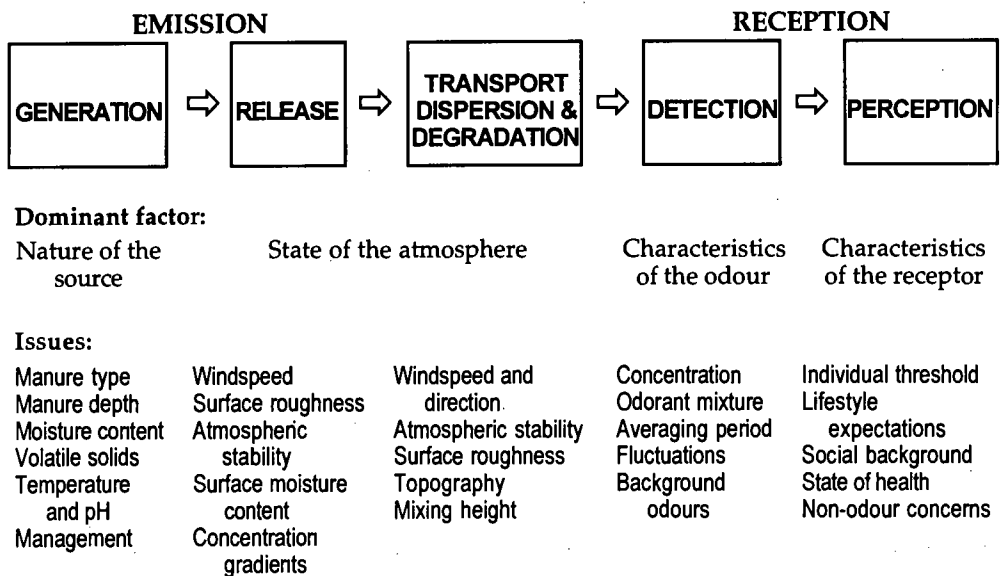 EMISSION
RECEPTION
GENERATION
RELEASE
TRANSPORT
DISPERSION &
DEGRADATION
DETECTION
PERCEPTION
Dominant factor:
Nature of the
source
State of the atmosphere
Characteristics
of the odour
Characteristics
of the receptor
Issues:
Manure type
Manure depth
Moisture content
Volatile solids
Temperature
and pH
Management
Windspeed
Surface roughness
Atmospheric
stability
Surface moisture
content
Concentration
gradients
Windspeed and
direction
Atmospheric stability
Surface roughness
Topography
Mixing height
Concentration
Odorant mixture
Averaging period
Fluctuations
Background
odours
Individual threshold
Lifestyle
expectations
Social background
State of health
Non-odour concerns